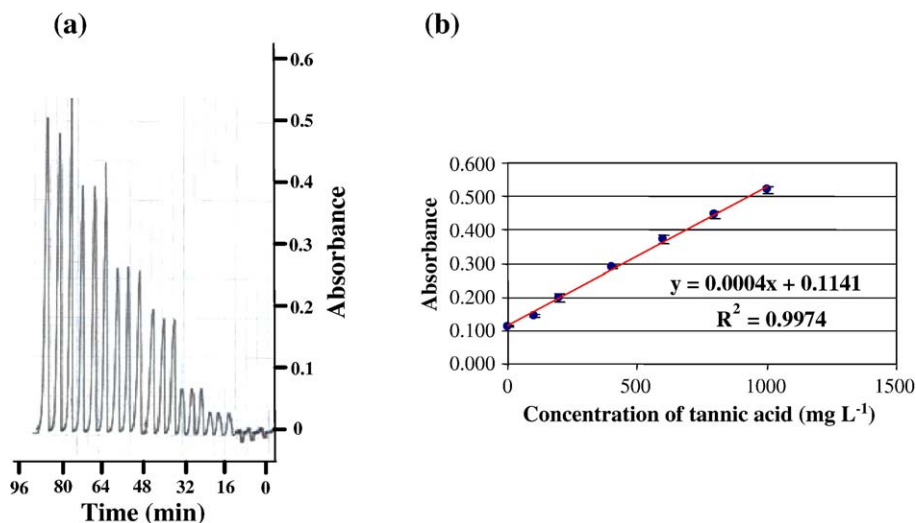 (a)
0.6
0.5
0.4
0.3
0.2
0.1
0
Absorbance
96 80 64 48 32 16 0
Time (min)
(b)
0.600
0.500
0.400
0.300
0.200
0.100
0.000
Absorbance
y = 0.0004x + 0.1141
R² = 0.9974
0 500 1000 1500
Concentration of tannic acid (mg L⁻¹)